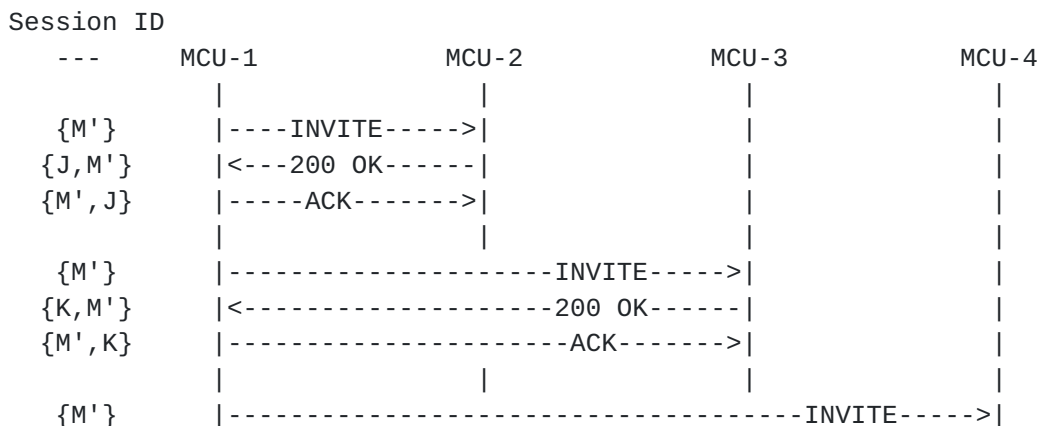 Session ID
   ---     MCU-1            MCU-2            MCU-3           MCU-4
             |                |                |               |
   {M'}      |----INVITE----->|                |               |
  {J,M'}     |<---200 OK------|                |               |
  {M',J}     |-----ACK------->|                |               |
             |                |                |               |
   {M'}      |---------------------INVITE----->|               |
  {K,M'}     |<--------------------200 OK------|               |
  {M',K}     |----------------------ACK------->|               |
             |                |                |               |
   {M'}      |-------------------------------------INVITE----->|